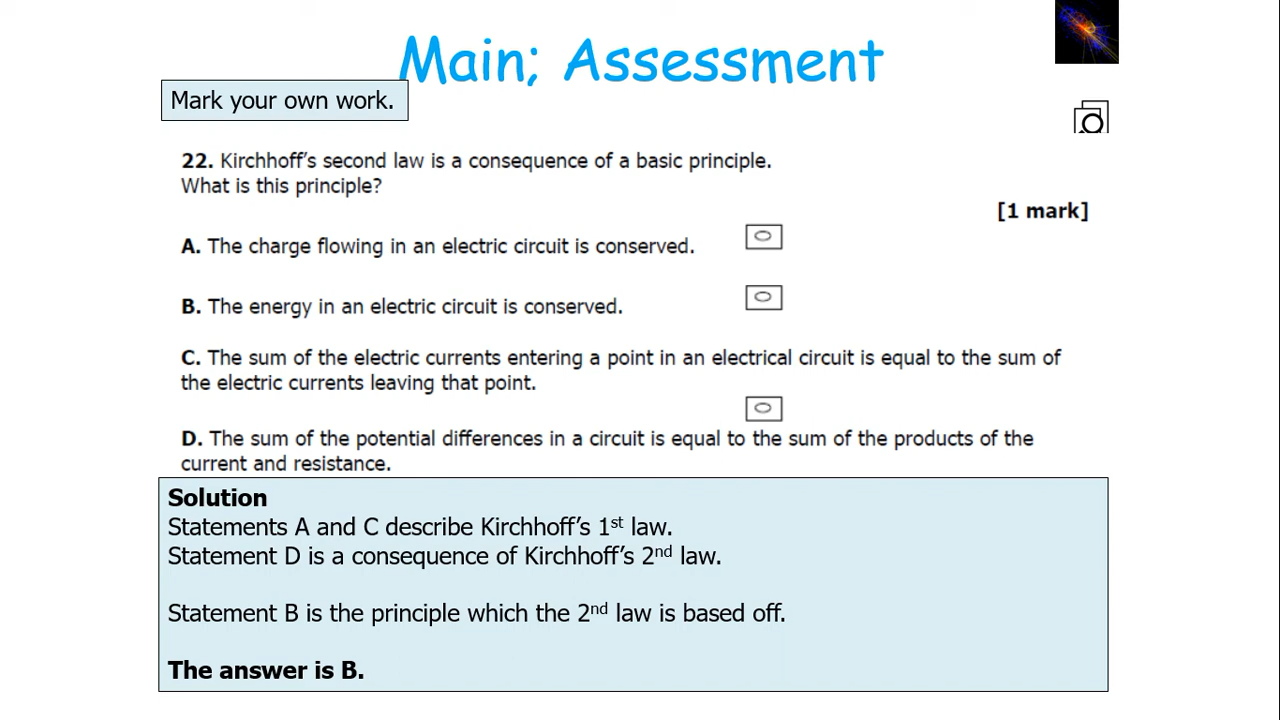 Main; Assessment
Mark your own work.
22. Kirchhoff's second law is a consequence of a basic principle.
What is this principle?
[1 mark]
A. The charge flowing in an electric circuit is conserved.
B. The energy in an electric circuit is conserved.
C. The sum of the electric currents entering a point in an electrical circuit is equal to the sum of
the electric currents leaving that point.
D. The sum of the potential differences in a circuit is equal to the sum of the products of the
current and resistance.
Solution
Statements A and C describe Kirchhoff's 1st law.
Statement D is a consequence of Kirchhoff's 2nd law.
Statement B is the principle which the 2nd law is based off.
The answer is B.